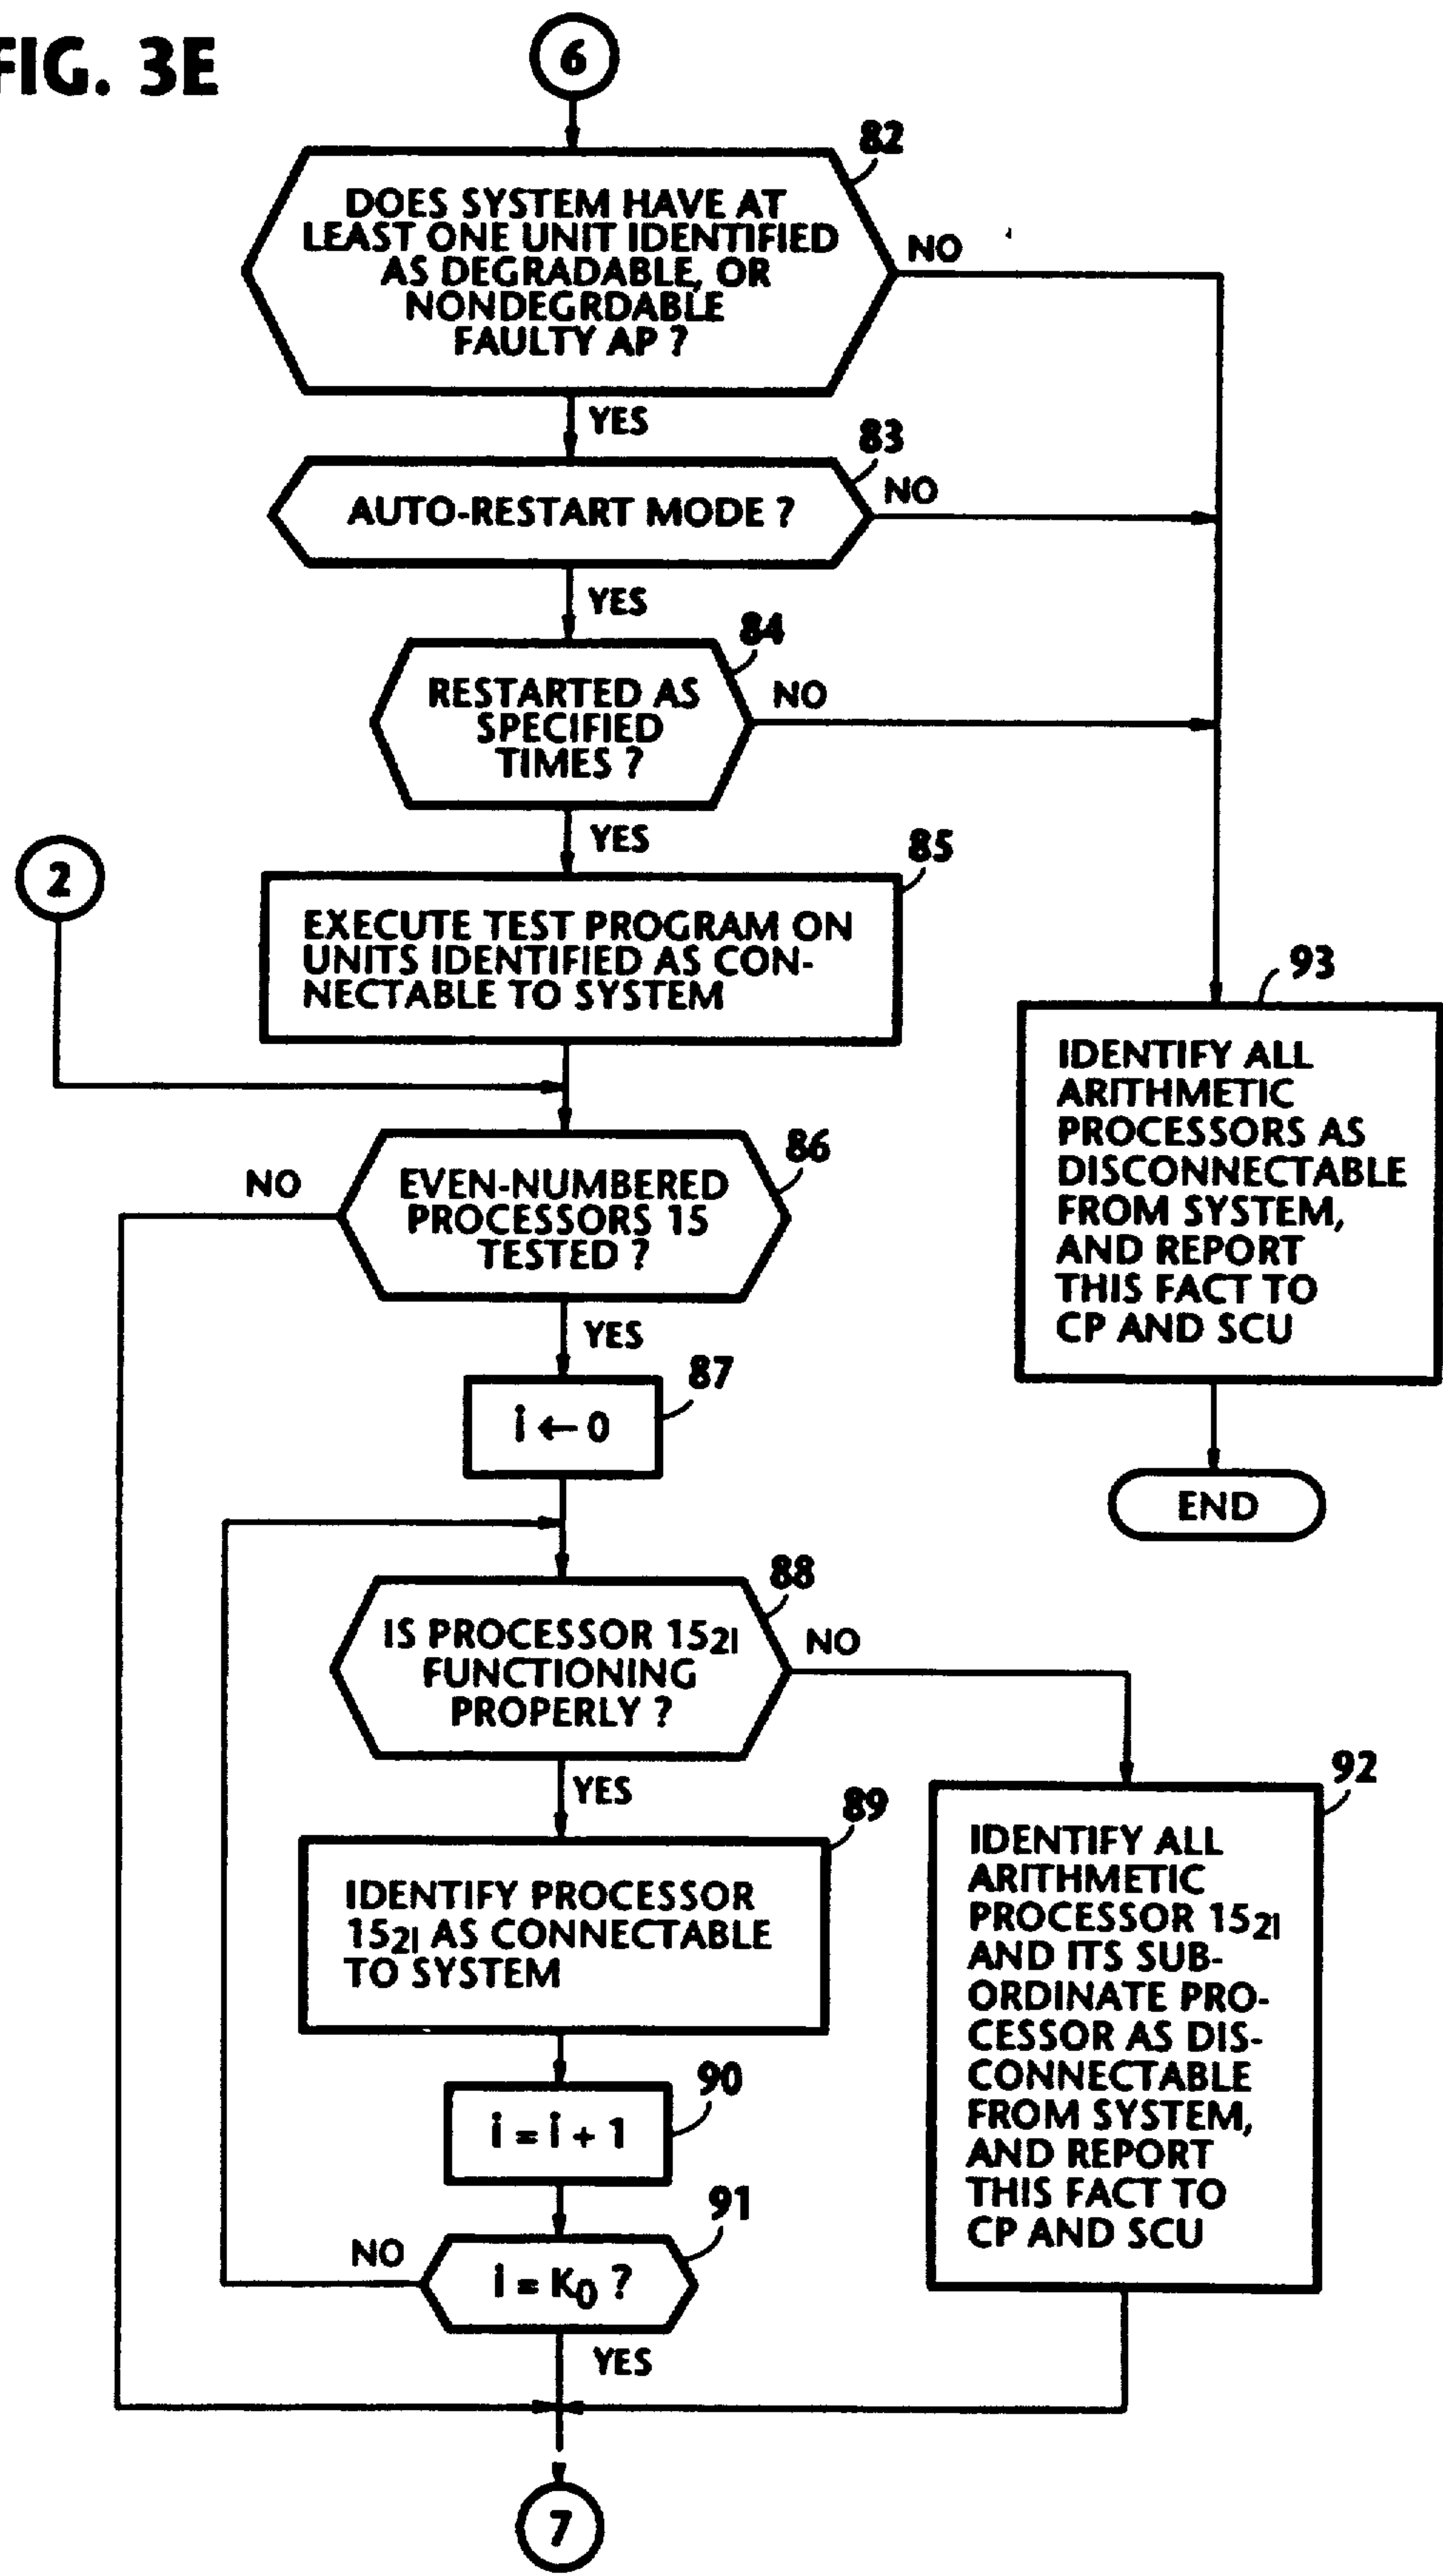 FIG. 3E
6
82
DOES SYSTEM HAVE AT
LEAST ONE UNIT IDENTIFIED
AS DEGRADABLE, OR
NONDEGRDABLE
FAULTY AP ?
NO
YES
83
AUTO-RESTART MODE ?
NO
YES
84
RESTARTED AS
SPECIFIED
TIMES ?
NO
YES
2
85
EXECUTE TEST PROGRAM ON
UNITS IDENTIFIED AS CON-
NECTABLE TO SYSTEM
93
IDENTIFY ALL
ARITHMETIC
PROCESSORS AS
DISCONNECTABLE
FROM SYSTEM,
AND REPORT
THIS FACT TO
CP AND SCU
END
86
EVEN-NUMBERED
PROCESSORS 15
TESTED ?
NO
YES
87
i ← 0
88
IS PROCESSOR 15₂I
FUNCTIONING
PROPERLY ?
NO
YES
89
IDENTIFY PROCESSOR
15₂I AS CONNECTABLE
TO SYSTEM
92
IDENTIFY ALL
ARITHMETIC
PROCESSOR 15₂I
AND ITS SUB-
ORDINATE PRO-
CESSOR AS DIS-
CONNECTABLE
FROM SYSTEM,
AND REPORT
THIS FACT TO
CP AND SCU
90
i = i + 1
91
i = K₀ ?
NO
YES
7